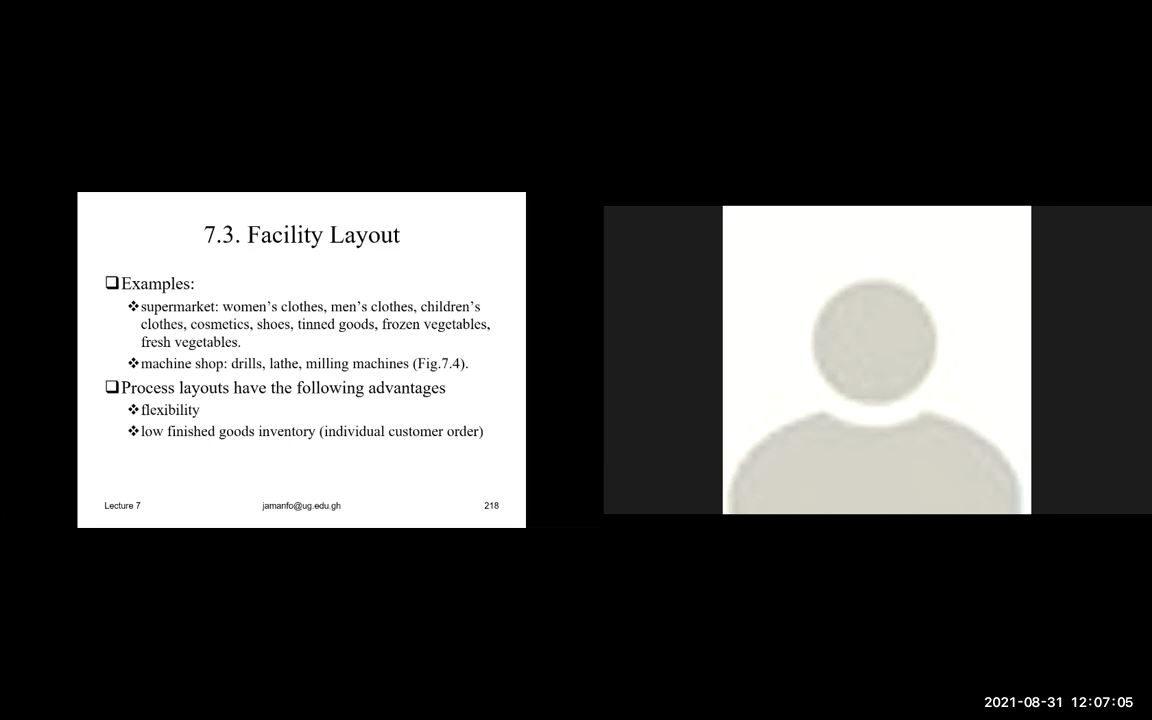 7.3. Facility Layout
❑Examples:
❖supermarket: women’s clothes, men’s clothes, children’s
clothes, cosmetics, shoes, tinned goods, frozen vegetables,
fresh vegetables.
❖machine shop: drills, lathe, milling machines (Fig.7.4).
❑Process layouts have the following advantages
❖flexibility
❖low finished goods inventory (individual customer order)
Lecture 7 jamanfo@ug.edu.gh 218
2021-08-31 12:07:05